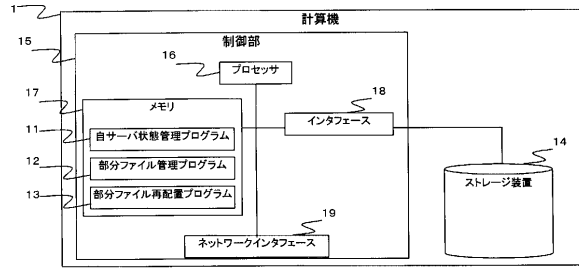 1
計算機
15
制御部
16
プロセッサ
17
メモリ
18
インタフェース
11
自サーバ状態管理プログラム
12
部分ファイル管理プログラム
13
部分ファイル再配置プログラム
14
ストレージ装置
19
ネットワークインタフェース